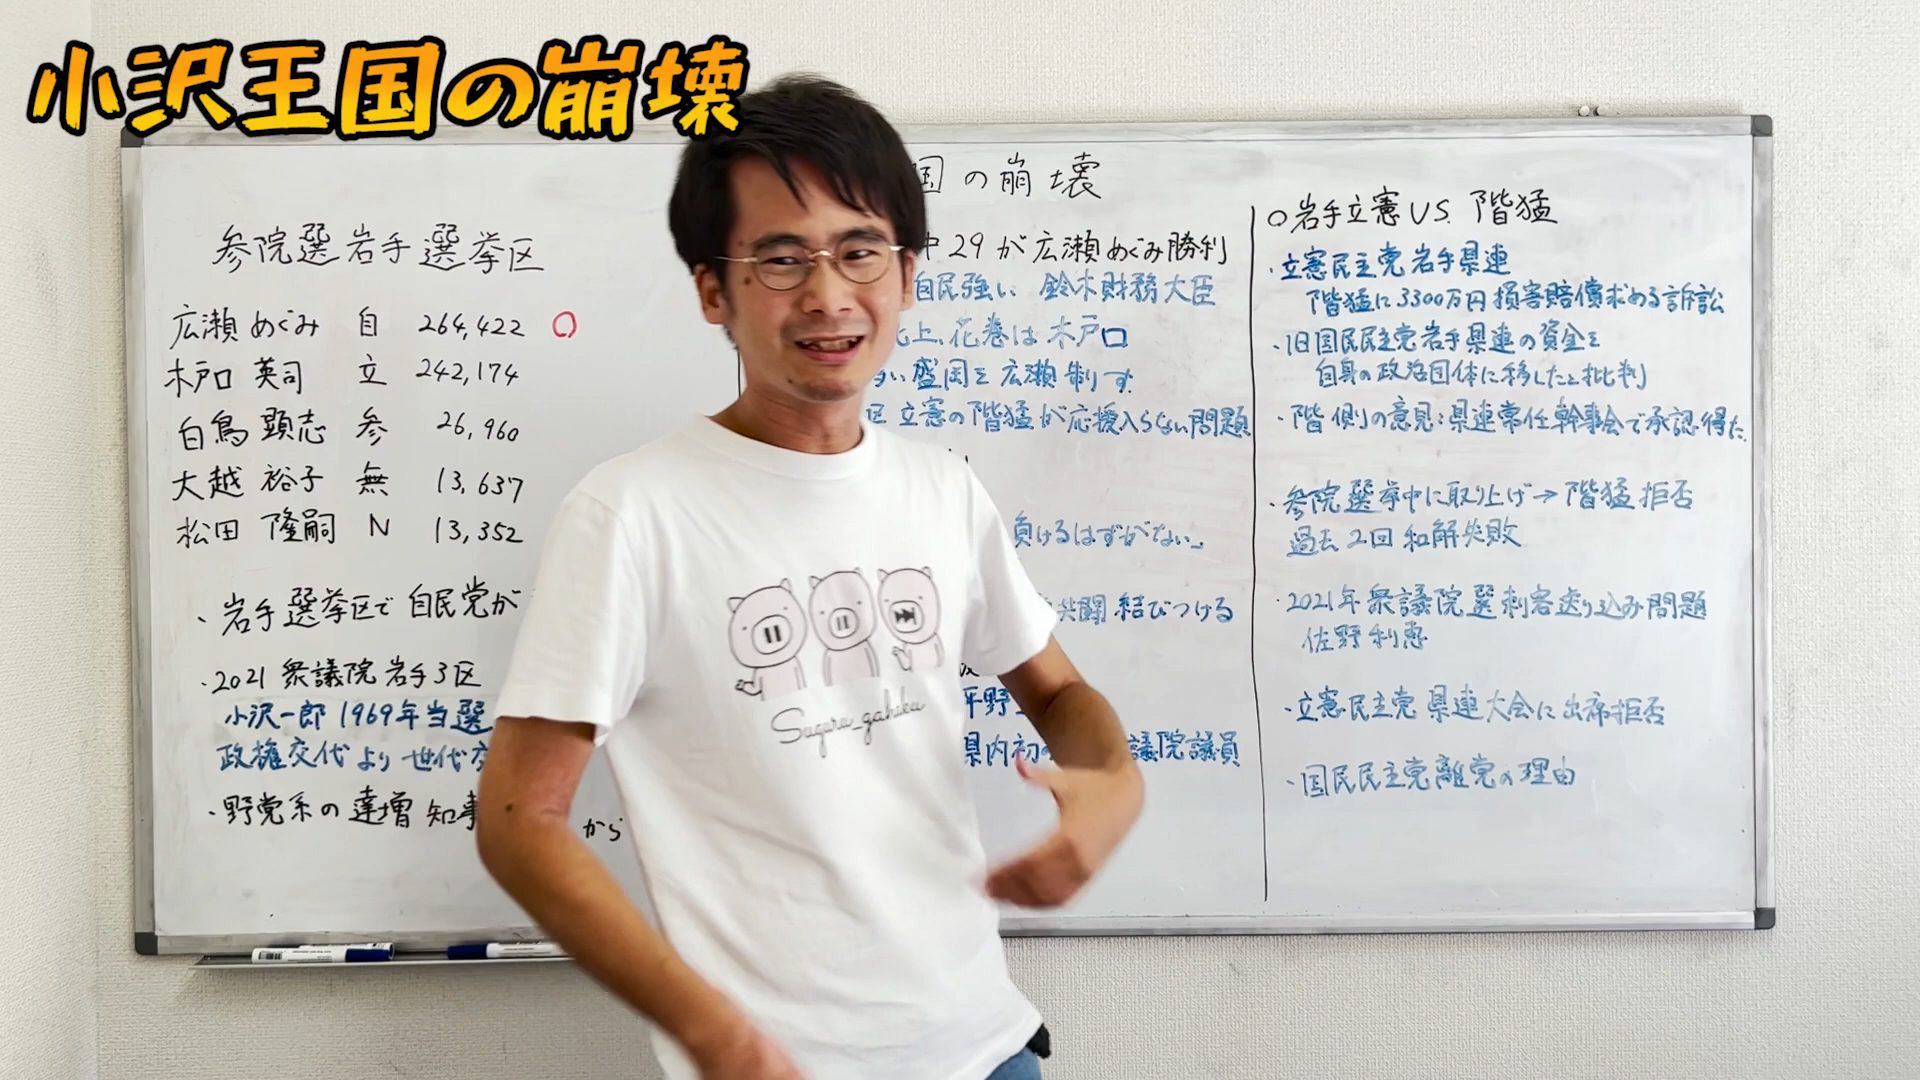 小沢王国の崩壊
国の崩壊
参院選岩手選挙区
広瀬めぐみ 自 264,422 〇
木戸口英司 立 242,174
白鳥顕志 参 26,960
大越裕子 無 13,637
松田隆嗣 N 13,352
・岩手選挙区で自民党が
・2021 衆議院岩手3区
小沢一郎 1969年当選
政権交代より世代交
・野党系の達増知事
から
中29が広瀬めぐみ勝利
自民強い 鈴木財務大臣
北上、花巻は木戸口
盛岡を広瀬制す
区立憲の階猛が応援入らない問題
負けるはずがない」
共闘結びつける
平野
県内初の
議院議員
〇岩手立憲VS.階猛
・立憲民主党岩手県連
階猛に3300万円損害賠償求める訴訟
・旧国民民主党岩手県連の資金を
自身の政治団体に移したと批判
・階側の意見:県連常任幹事会で承認得た
・参院選挙中に取り上げ→階猛拒否
過去2回和解失敗
・2021年衆議院選刺客送り込み問題
佐野利恵
・立憲民主党県連大会に出席拒否
・国民民主党離党の理由
Suguru_gahaku